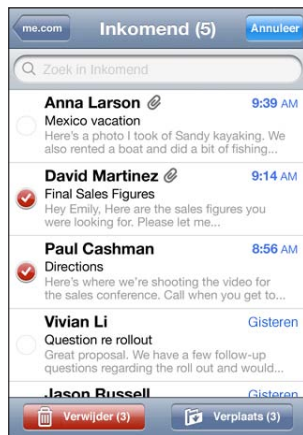 me.com Inkomend (5) Annuleer
Zoek in Inkomend
Anna Larson 9:39 AM
Mexico vacation
Here's a photo I took of Sandy kayaking. We
also rented a boat and did a bit of fishing...
David Martinez 9:14 AM
Final Sales Figures
Hey Emily, Here are the sales figures you
were looking for. Please let me...
Paul Cashman 8:56 AM
Directions
Here's where we're shooting the video for
the sales conference. Call when you get to...
Vivian Li Gisteren
Question re rollout
Great proposal. We have a few follow-up
questions regarding the roll out and would...
Jason Russell Gisteren
Verwijder (3) Verplaats (3)